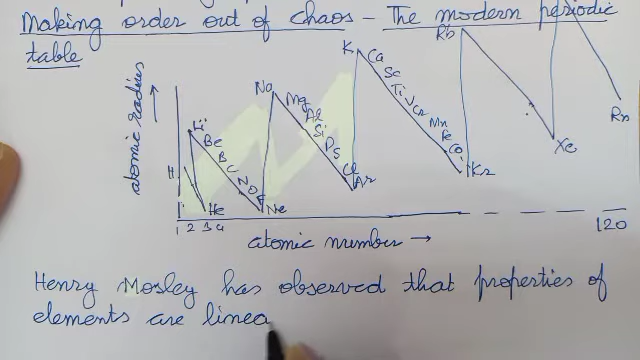 Making order out of chaos - The modern periodic
table
atomic radius →
H
Li
Be
B
C
N O F
He
Ne
Na
Mg
Al
Si
P S
Cl
Ar
K
Ca
Sc
Ti V Cr
Mn
Fe
Co
Kr
Rb
Xe
Rn
1 2 3 4
120
atomic number →
Henry Mosley has observed that properties of
elements are linea